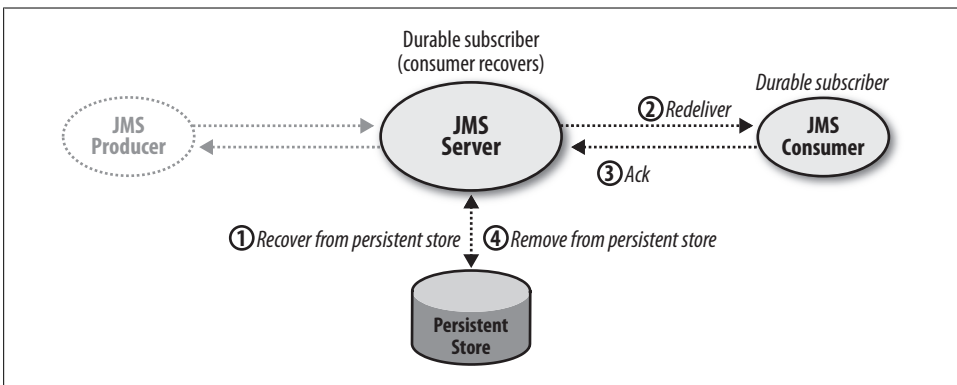 Durable subscriber
(consumer recovers)
JMS
Producer
JMS
Server
② Redeliver
③ Ack
Durable subscriber
JMS
Consumer
① Recover from persistent store
④ Remove from persistent store
Persistent
Store